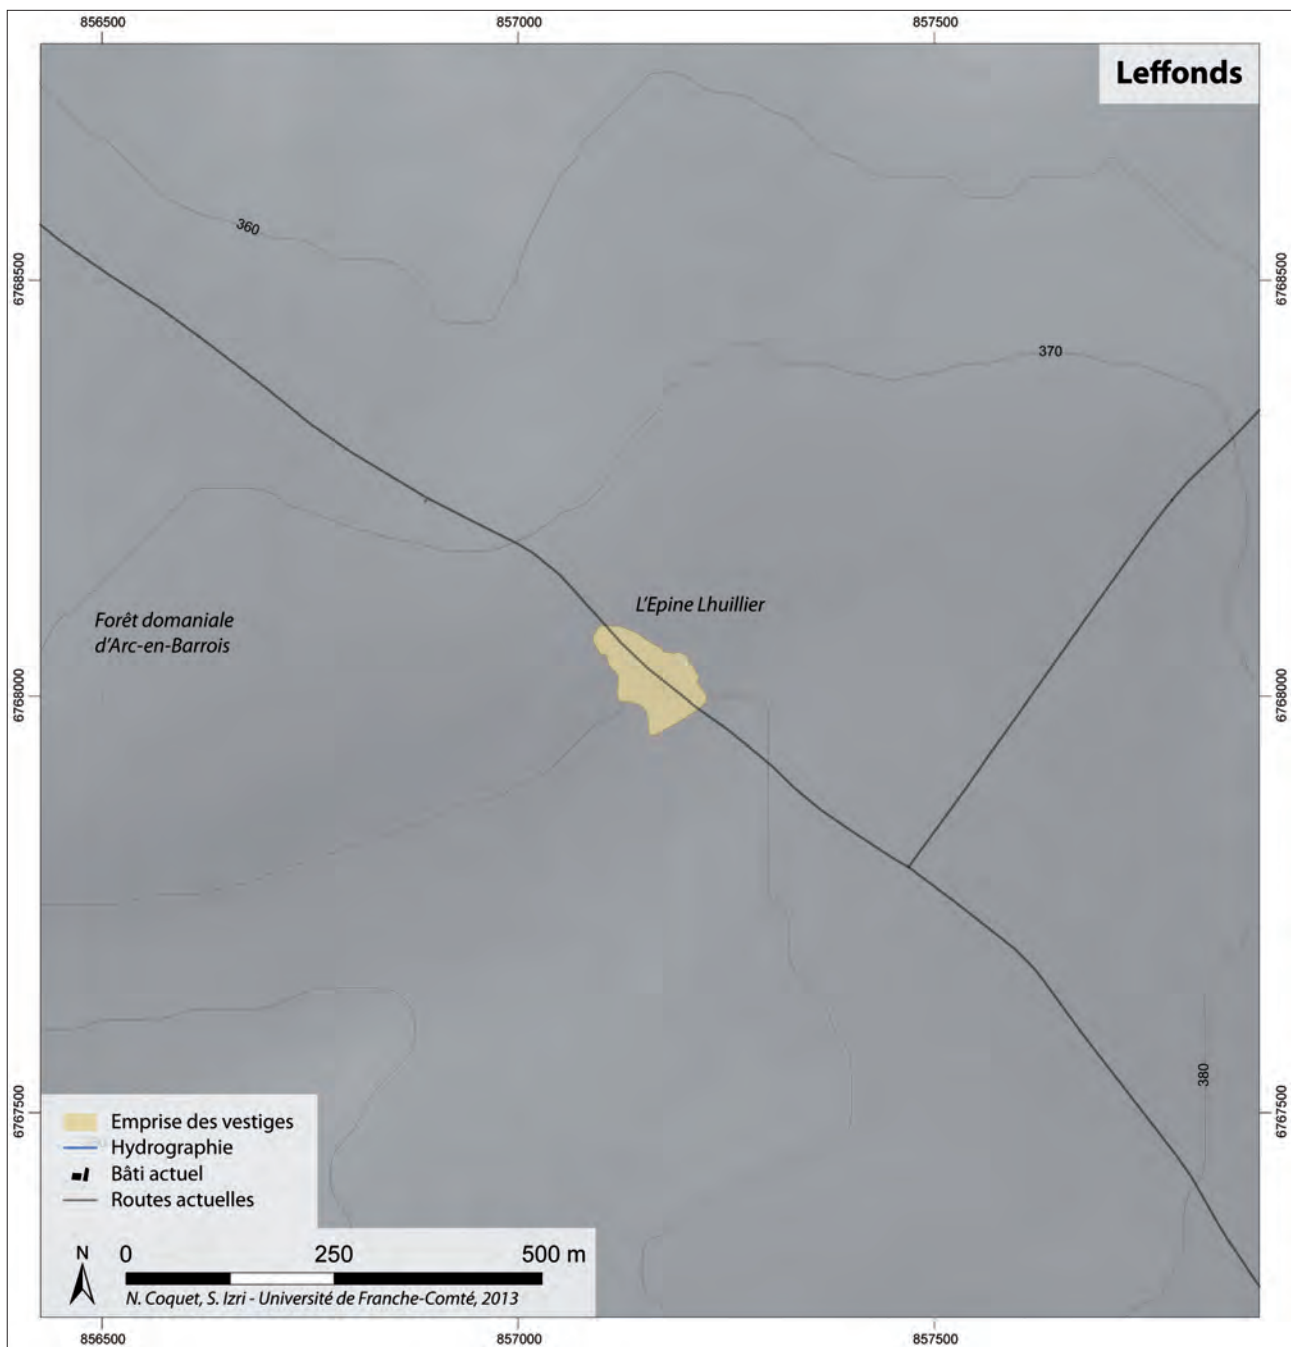 856500
857000
857500
Leffonds
360
6768500
6768500
370
L'Epine Lhuillier
Forêt domaniale
d'Arc-en-Barrois
6768000
6768000
380
6767500
6767500
Emprise des vestiges
Hydrographie
Bâti actuel
Routes actuelles
N
0 250 500 m
N. Coquet, S. Izri - Université de Franche-Comté, 2013
856500
857000
857500